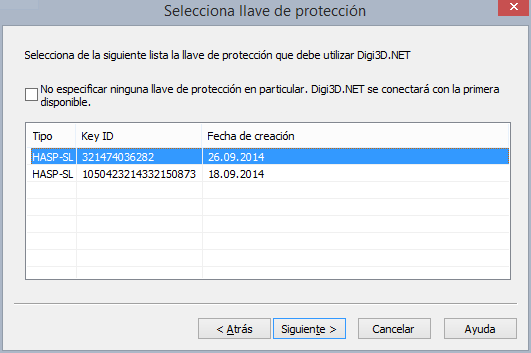 Selecciona llave de protección
Selecciona de la siguiente lista la llave de protección que debe utilizar Digi3D.NET
No especificar ninguna llave de protección en particular. Digi3D.NET se conectará con la primera
disponible.
Tipo Key ID Fecha de creación
HASP-SL 321474036282 26.09.2014
HASP-SL 1050423214332150873 18.09.2014
< Atrás Siguiente > Cancelar Ayuda